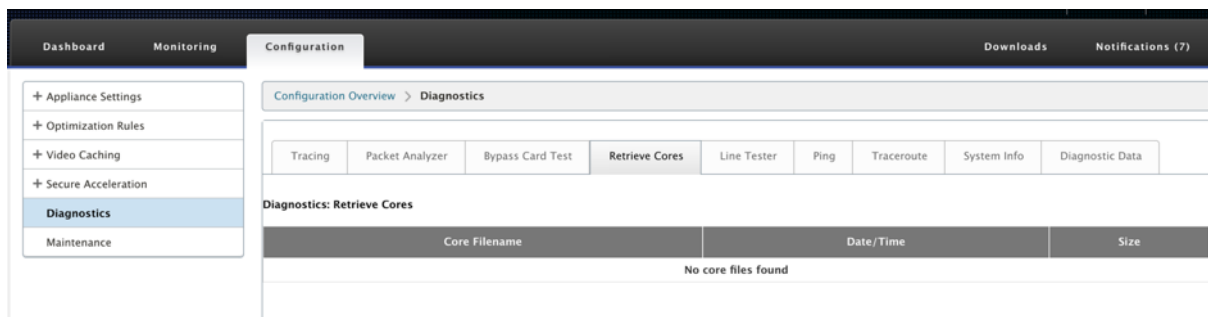 Dashboard Monitoring Configuration Downloads Notifications (7)
+ Appliance Settings
+ Optimization Rules
+ Video Caching
+ Secure Acceleration
Diagnostics
Maintenance
Configuration Overview > Diagnostics
Tracing Packet Analyzer Bypass Card Test Retrieve Cores Line Tester Ping Traceroute System Info Diagnostic Data
Diagnostics: Retrieve Cores
Core Filename Date/Time Size
No core files found